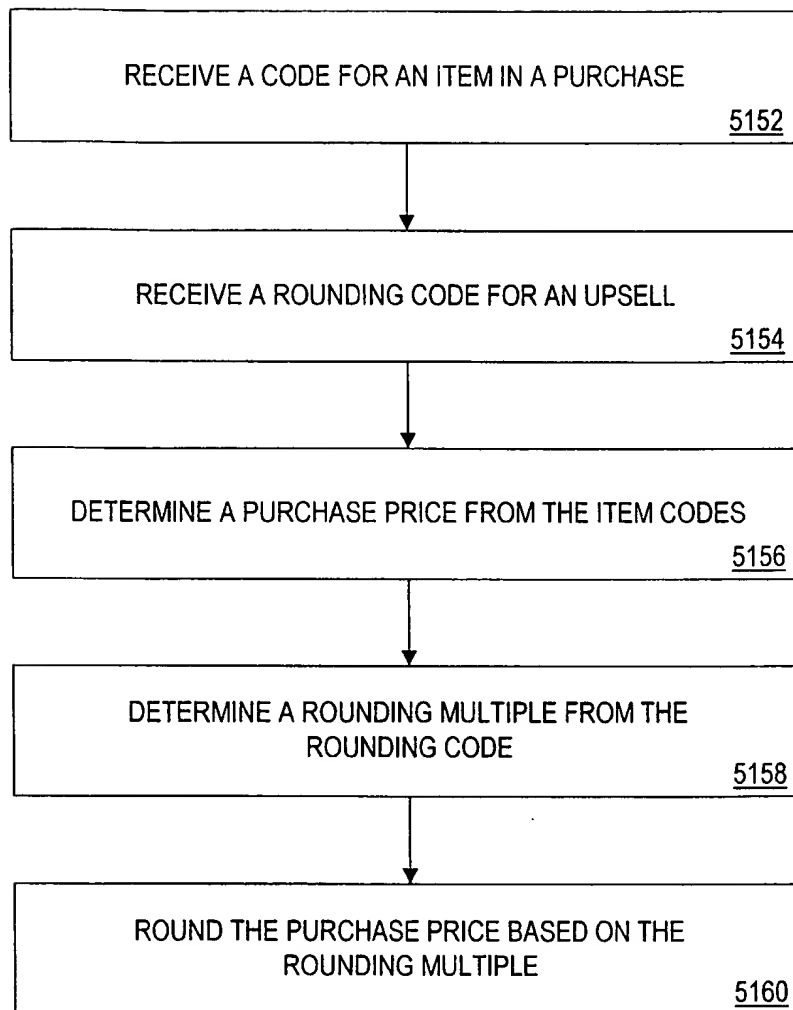 RECEIVE A CODE FOR AN ITEM IN A PURCHASE
5152
RECEIVE A ROUNDING CODE FOR AN UPSELL
5154
DETERMINE A PURCHASE PRICE FROM THE ITEM CODES
5156
DETERMINE A ROUNDING MULTIPLE FROM THE
ROUNDING CODE
5158
ROUND THE PURCHASE PRICE BASED ON THE
ROUNDING MULTIPLE
5160